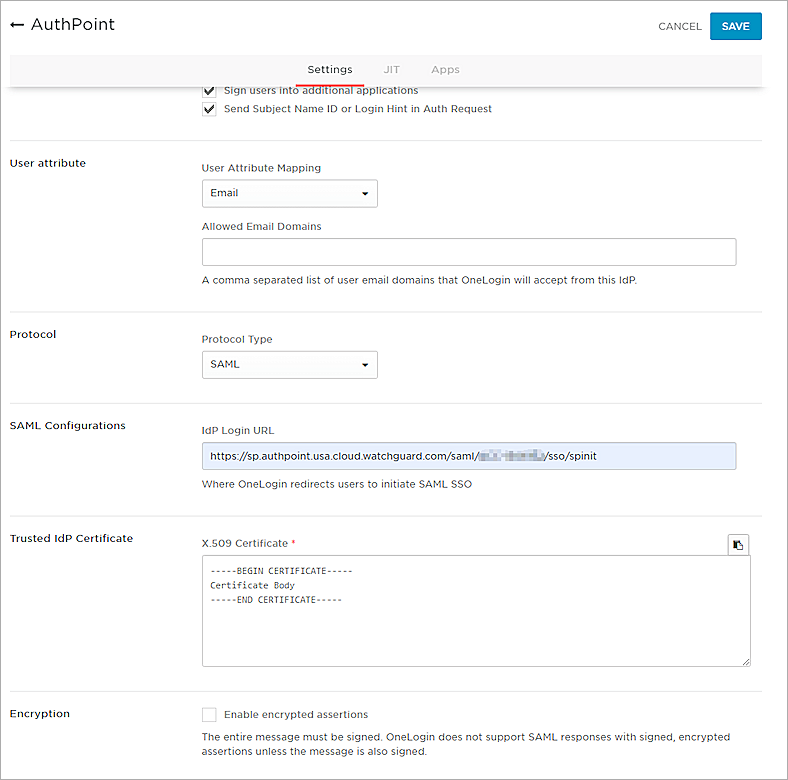 ← AuthPoint
CANCEL
SAVE
Settings
JIT
Apps
Sign users into additional applications
Send Subject Name ID or Login Hint in Auth Request
User attribute
User Attribute Mapping
Email
Allowed Email Domains
A comma separated list of user email domains that OneLogin will accept from this IdP.
Protocol
Protocol Type
SAML
SAML Configurations
IdP Login URL
https://sp.authpoint.usa.cloud.watchguard.com/saml/ /sso/spinit
Where OneLogin redirects users to initiate SAML SSO
Trusted IdP Certificate
X.509 Certificate *
-----BEGIN CERTIFICATE-----
Certificate Body
-----END CERTIFICATE-----
Encryption
Enable encrypted assertions
The entire message must be signed. OneLogin does not support SAML responses with signed, encrypted
assertions unless the message is also signed.